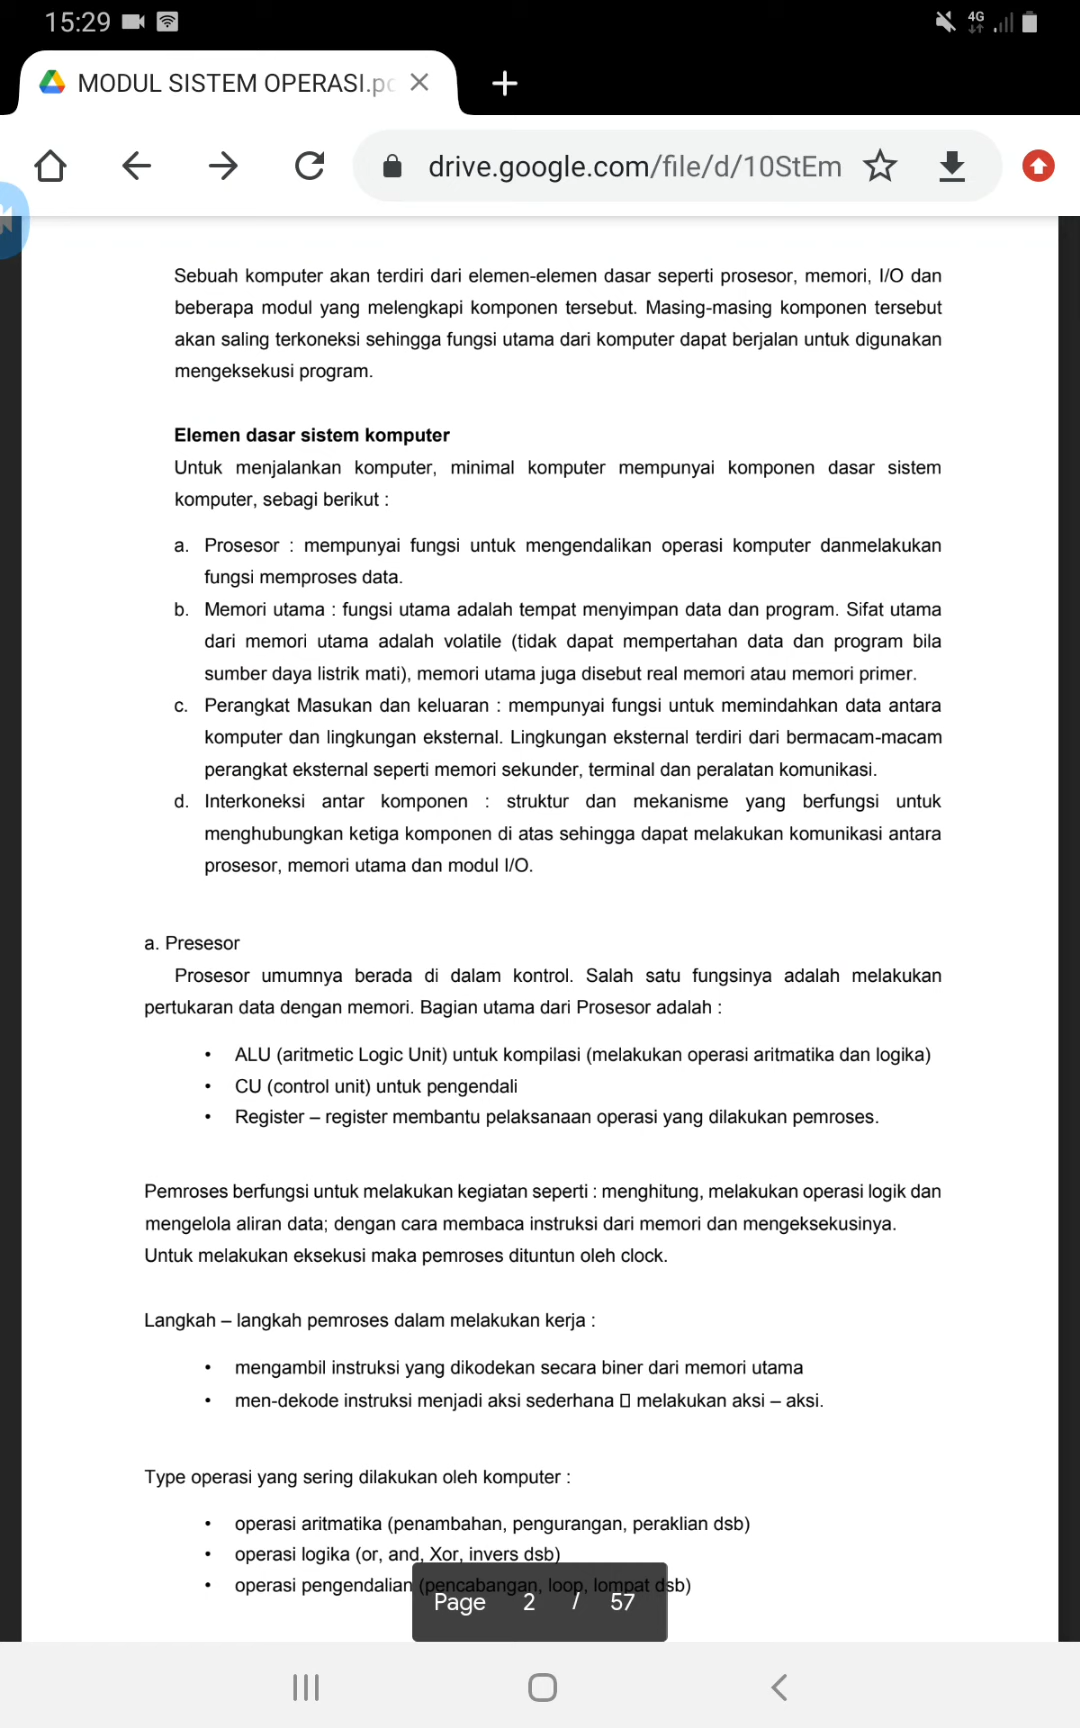 15:29
4G
MODUL SISTEM OPERASI.pc
drive.google.com/file/d/10StEm
Sebuah komputer akan terdiri dari elemen-elemen dasar seperti prosesor, memori, I/O dan
beberapa modul yang melengkapi komponen tersebut. Masing-masing komponen tersebut
akan saling terkoneksi sehingga fungsi utama dari komputer dapat berjalan untuk digunakan
mengeksekusi program.
Elemen dasar sistem komputer
Untuk menjalankan komputer, minimal komputer mempunyai komponen dasar sistem
komputer, sebagi berikut :
a. Prosesor : mempunyai fungsi untuk mengendalikan operasi komputer danmelakukan
fungsi memproses data.
b. Memori utama : fungsi utama adalah tempat menyimpan data dan program. Sifat utama
dari memori utama adalah volatile (tidak dapat mempertahan data dan program bila
sumber daya listrik mati), memori utama juga disebut real memori atau memori primer.
c. Perangkat Masukan dan keluaran : mempunyai fungsi untuk memindahkan data antara
komputer dan lingkungan eksternal. Lingkungan eksternal terdiri dari bermacam-macam
perangkat eksternal seperti memori sekunder, terminal dan peralatan komunikasi.
d. Interkoneksi antar komponen : struktur dan mekanisme yang berfungsi untuk
menghubungkan ketiga komponen di atas sehingga dapat melakukan komunikasi antara
prosesor, memori utama dan modul I/O.
a. Presesor
Prosesor umumnya berada di dalam kontrol. Salah satu fungsinya adalah melakukan
pertukaran data dengan memori. Bagian utama dari Prosesor adalah :
• ALU (aritmetic Logic Unit) untuk kompilasi (melakukan operasi aritmatika dan logika)
• CU (control unit) untuk pengendali
• Register – register membantu pelaksanaan operasi yang dilakukan pemroses.
Pemroses berfungsi untuk melakukan kegiatan seperti : menghitung, melakukan operasi logik dan
mengelola aliran data; dengan cara membaca instruksi dari memori dan mengeksekusinya.
Untuk melakukan eksekusi maka pemroses dituntun oleh clock.
Langkah – langkah pemroses dalam melakukan kerja :
• mengambil instruksi yang dikodekan secara biner dari memori utama
• men-dekode instruksi menjadi aksi sederhana ▯ melakukan aksi – aksi.
Type operasi yang sering dilakukan oleh komputer :
• operasi aritmatika (penambahan, pengurangan, peraklian dsb)
• operasi logika (or, and, Xor, invers dsb)
• operasi pengendalian (pencabangan, loop, lompat dsb)
Page 2 / 57